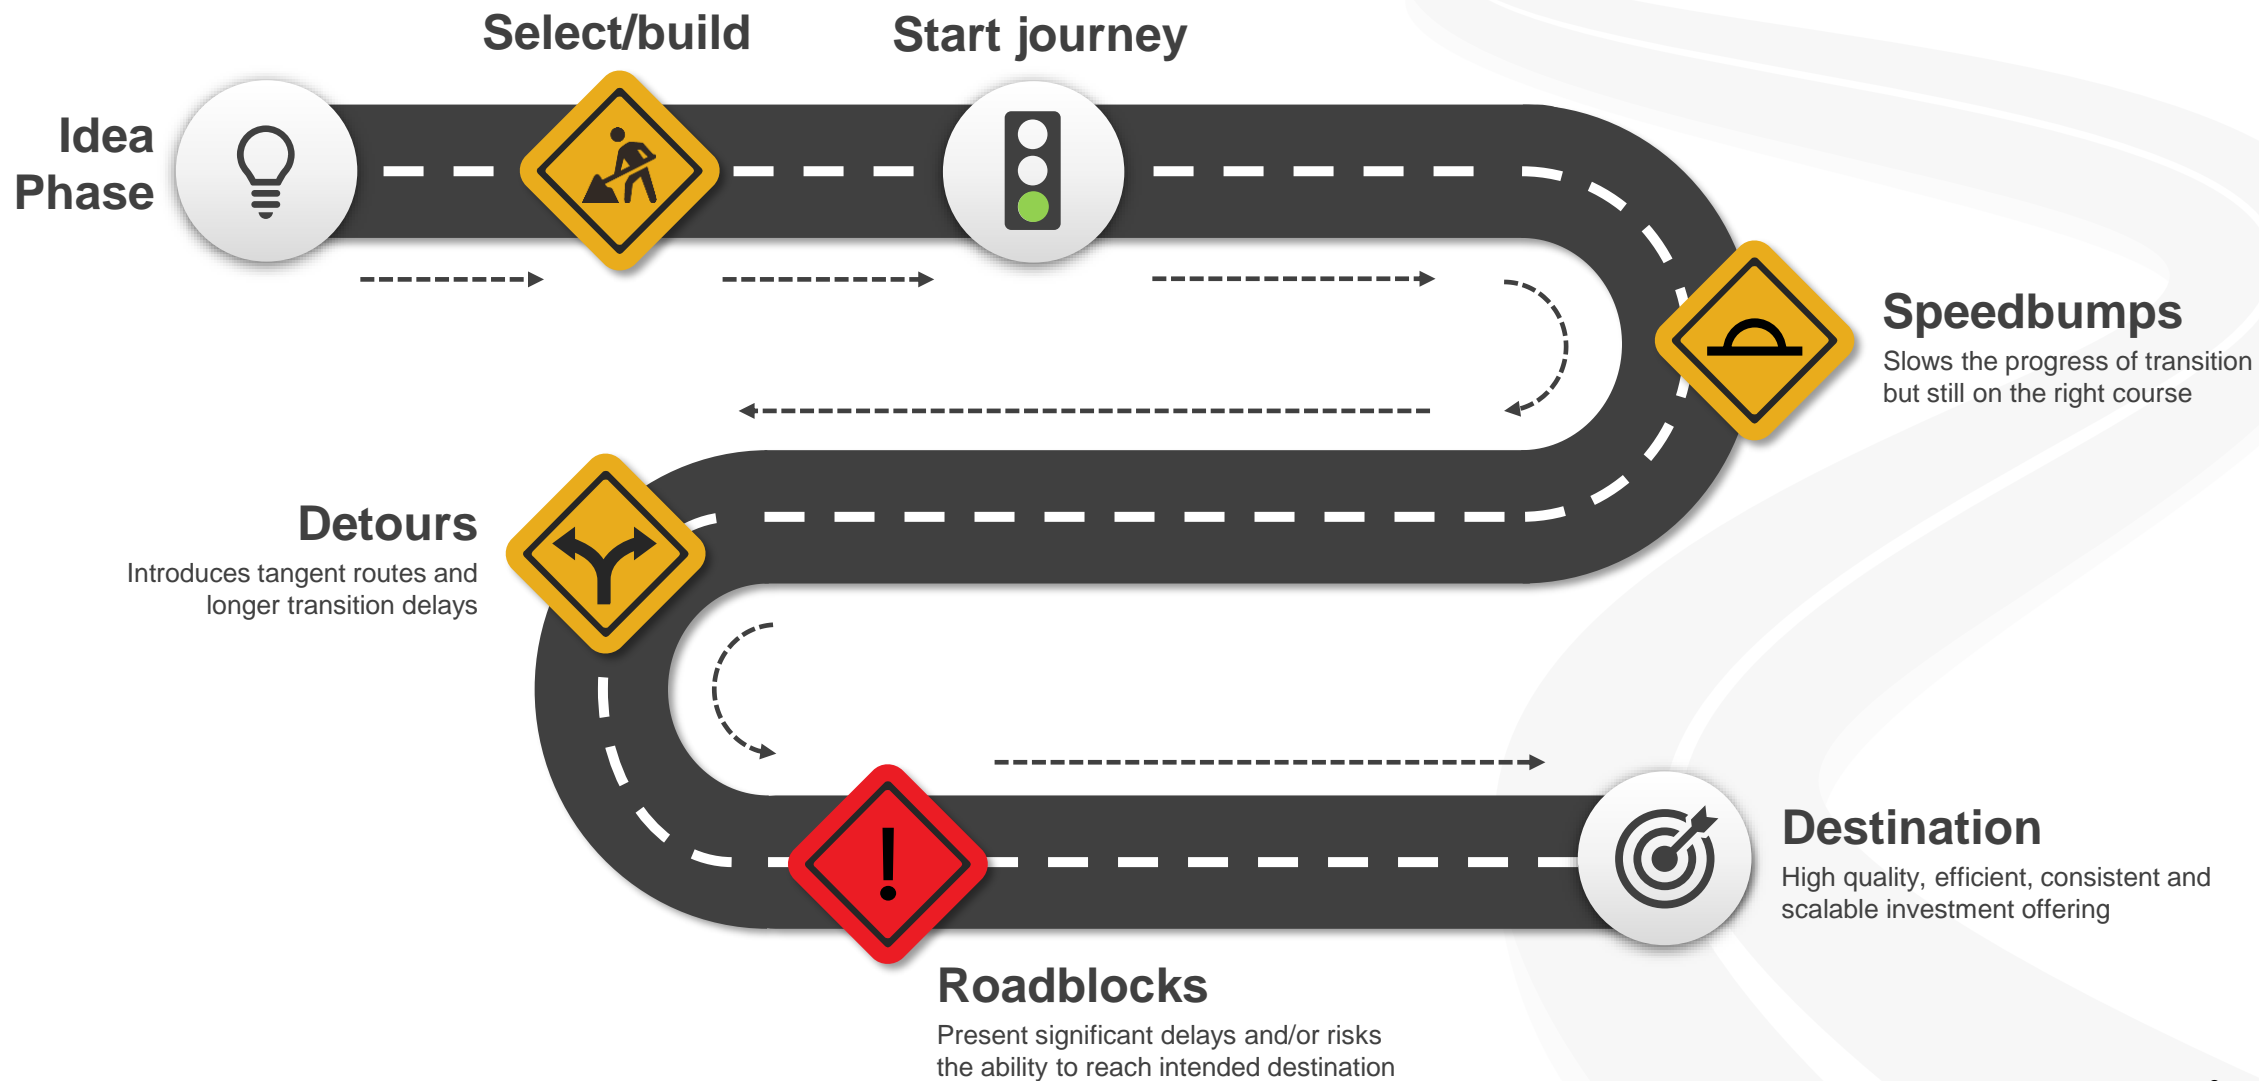 Select/build
Start journey
Idea
Phase
Speedbumps
Slows the progress of transition
but still on the right course
Detours
Introduces tangent routes and
longer transition delays
!
Destination
High quality, efficient, consistent and
scalable investment offering
Roadblocks
Present significant delays and/or risks
the ability to reach intended destination